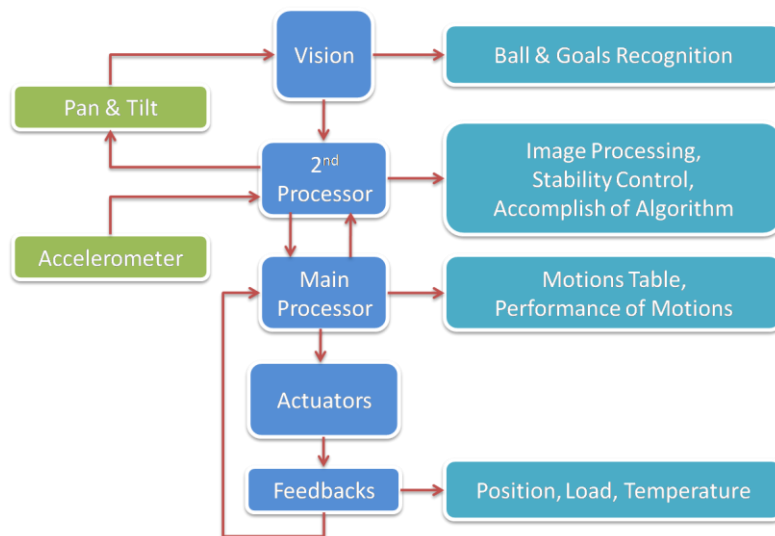 Vision
Ball & Goals Recognition
Pan & Tilt
2nd
Processor
Image Processing,
Stability Control,
Accomplish of Algorithm
Accelerometer
Main
Processor
Motions Table,
Performance of Motions
Actuators
Feedbacks
Position, Load, Temperature